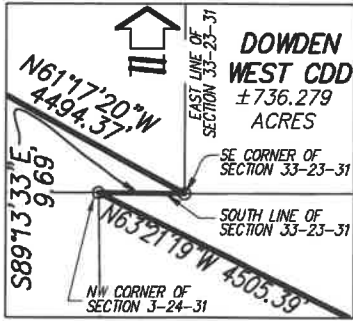 N61°17'20"W
4494.37'
EAST LINE OF
SECTION 33-23-31
DOWDEN
WEST CDD
±736.279
ACRES
SE CORNER OF
SECTION 33-23-31
S89°13'33"E
9.69'
SOUTH LINE OF
SECTION 33-23-31
N63°21'19"W 4505.39'
NW CORNER OF
SECTION 3-24-31